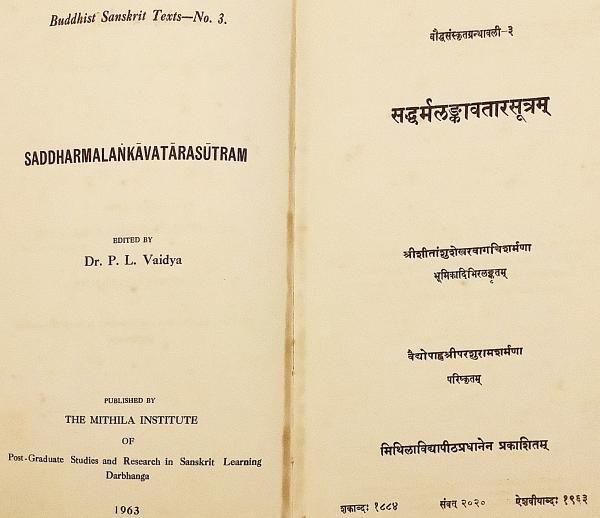 Buddhist Sanskrit Texts—No. 3.
SADDHARMALAṄKĀVATĀRASŪTRAM
EDITED BY
Dr. P. L. Vaidya
PUBLISHED BY
THE MITHILA INSTITUTE
OF
Post-Graduate Studies and Research in Sanskrit Learning
Darbhanga
1963
बौद्धसंस्कृतग्रन्थावली-३
सद्धर्मलङ्कावतारसूत्रम्
श्रीशीतांशुशेखरवागचिशर्मणा
भूमिकादिभिरलङ्कृतम्
वैद्योपाह्वश्रीपरशुरामशर्मणा
परिष्कृतम्
मिथिलाविद्यापीठप्रधानेन प्रकाशितम्
शकाब्दः १८८४ संवत् २०२० ऐशवीयाब्दः १९६३